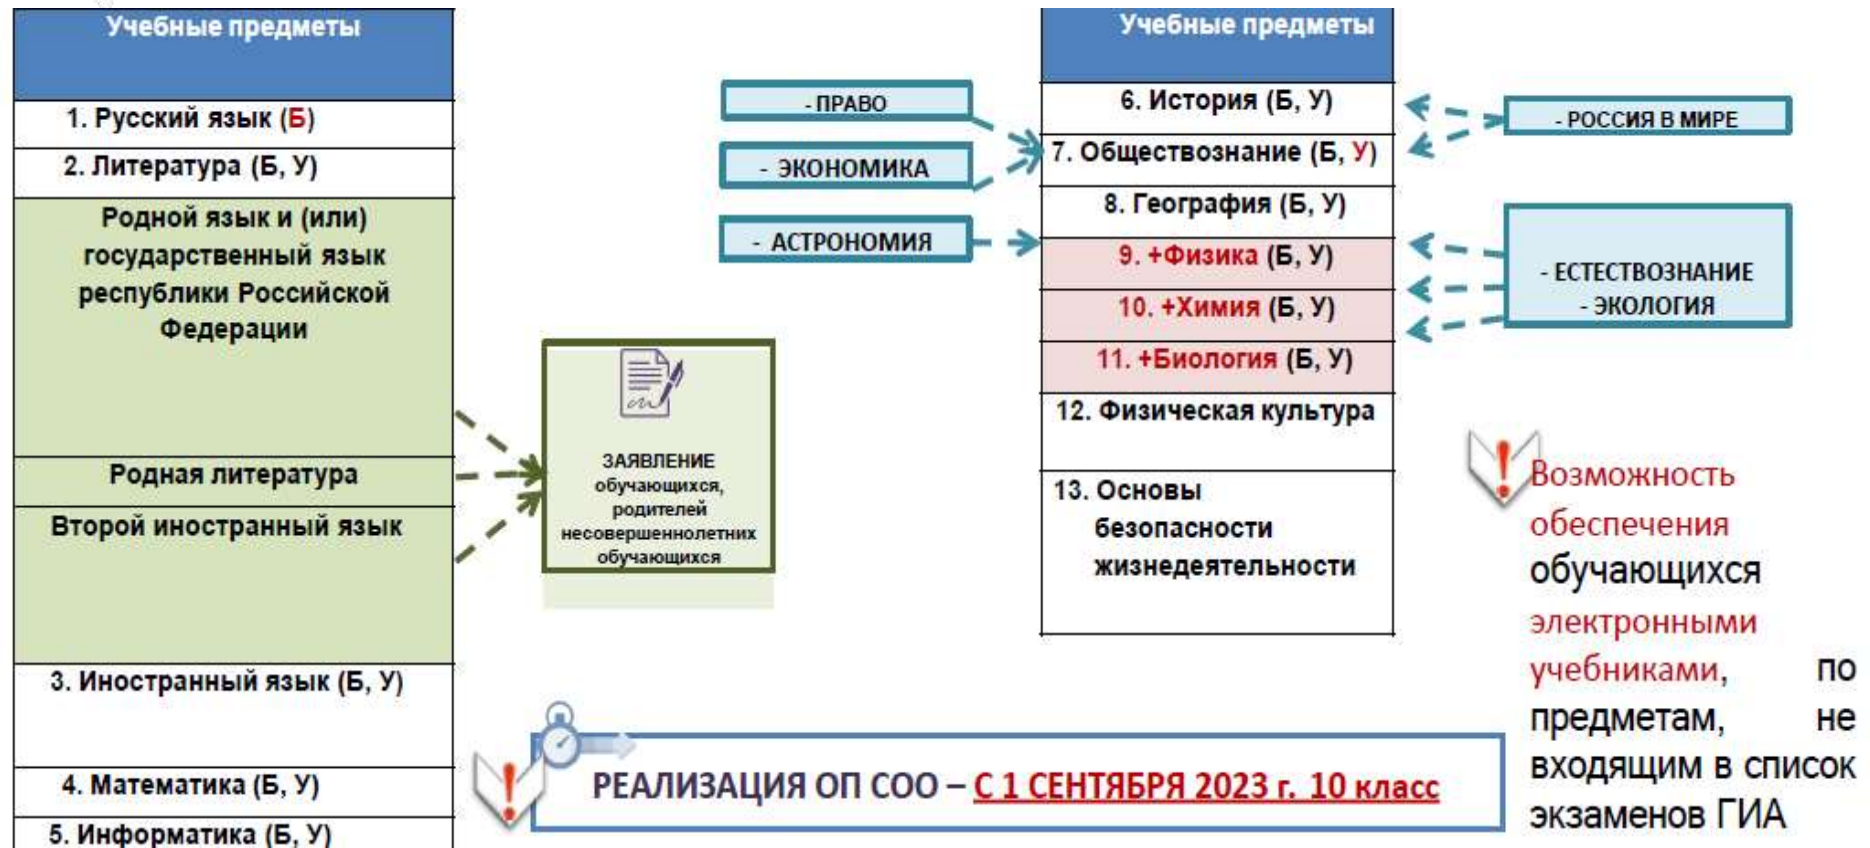 Учебные предметы
1. Русский язык (Б)
2. Литература (Б, У)
Родной язык и (или)
государственный язык
республики Российской
Федерации
Родная литература
Второй иностранный язык
3. Иностранный язык (Б, У)
4. Математика (Б, У)
5. Информатика (Б, У)
ЗАЯВЛЕНИЕ
обучающихся,
родителей
несовершеннолетних
обучающихся
- ПРАВО
- ЭКОНОМИКА
- АСТРОНОМИЯ
Учебные предметы
6. История (Б, У)
7. Обществознание (Б, У)
8. География (Б, У)
9. +Физика (Б, У)
10. +Химия (Б, У)
11. +Биология (Б, У)
12. Физическая культура
13. Основы
безопасности
жизнедеятельности
- РОССИЯ В МИРЕ
- ЕСТЕСТВОЗНАНИЕ
- ЭКОЛОГИЯ
Возможность
обеспечения
обучающихся
электронными
учебниками, по
предметам, не
входящим в список
экзаменов ГИА
РЕАЛИЗАЦИЯ ОП СОО – С 1 СЕНТЯБРЯ 2023 г. 10 класс